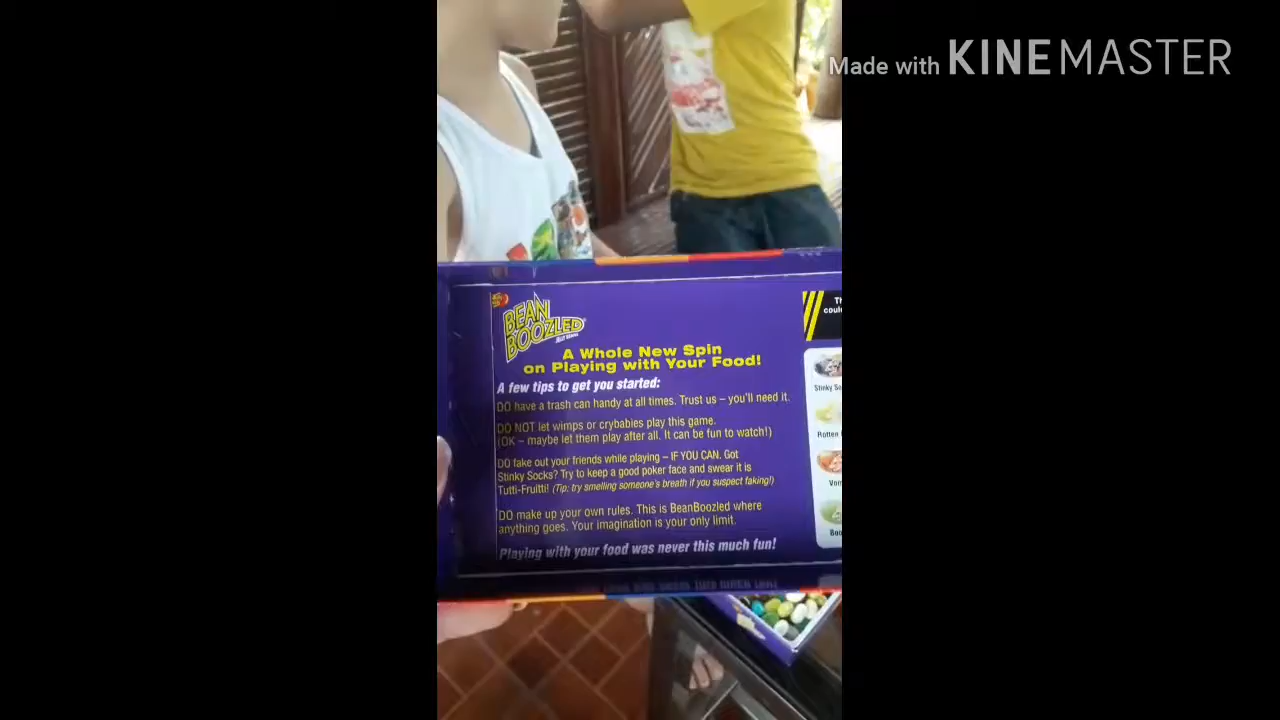 Made with KINEMASTER
BEAN
BOOZLED
A Whole New Spin
on Playing with Your Food!
A few tips to get you started:
DO have a trash can handy at all times. Trust us – you'll need it.
DO NOT let wimps or crybabies play this game.
(OK – maybe let them play after all. It can be fun to watch!)
DO fake out your friends while playing – IF YOU CAN. Got
Stinky Socks? Try to keep a good poker face and swear it is
Tutti-Fruitti! (Tip: try smelling someone's breath if you suspect faking!)
DO make up your own rules. This is BeanBoozled where
anything goes. Your imagination is your only limit.
Playing with your food was never this much fun!
Stinky
Rotten